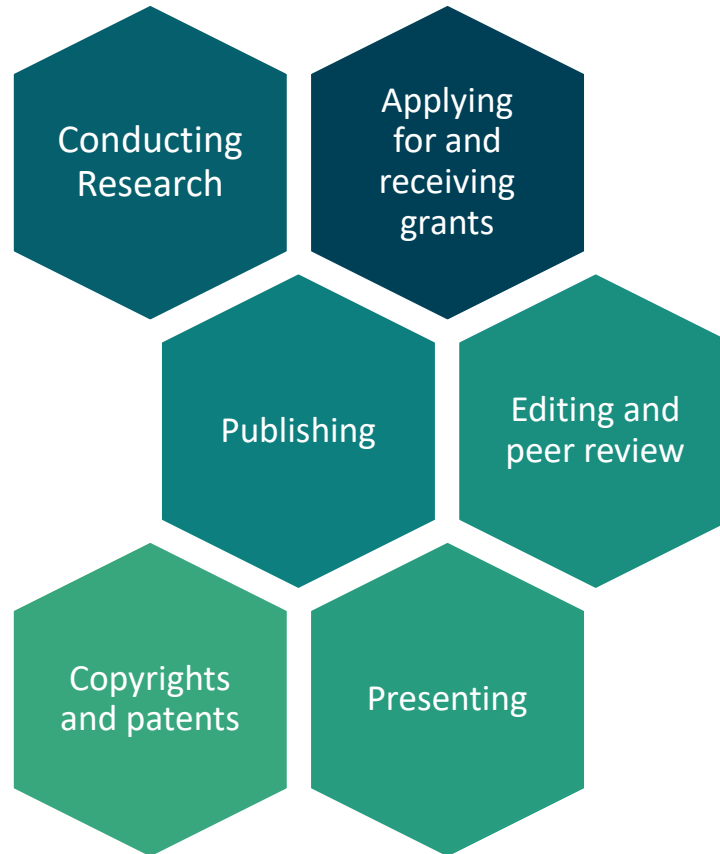 Conducting
Research
Applying
for and
receiving
grants
Publishing
Editing and
peer review
Copyrights
and patents
Presenting